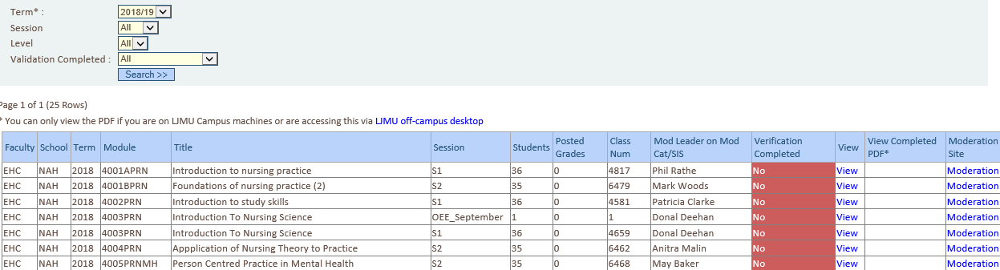 Term* : 2018/19
Session All
Level All
Validation Completed : All
Search >>
Page 1 of 1 (25 Rows)
* You can only view the PDF if you are on LJMU Campus machines or are accessing this via LJMU off-campus desktop
Faculty School Term Module Title Session Students Posted Grades Class Num Mod Leader on Mod Cat/SIS Verification Completed View View Completed PDF* Moderation Site
EHC NAH 2018 4001APRN Introduction to nursing practice S1 36 0 4817 Phil Rathe No View Moderation
EHC NAH 2018 4001BPRN Foundations of nursing practice (2) S2 35 0 6479 Mark Woods No View Moderation
EHC NAH 2018 4002PRN Introduction to study skills S1 36 0 4581 Patricia Clarke No View Moderation
EHC NAH 2018 4003PRN Introduction To Nursing Science OEE_September 1 0 1 Donal Deehan No View Moderation
EHC NAH 2018 4003PRN Introduction To Nursing Science S1 36 0 4659 Donal Deehan No View Moderation
EHC NAH 2018 4004PRN Appplication of Nursing Theory to Practice S2 35 0 6462 Anitra Malin No View Moderation
EHC NAH 2018 4005PRNMH Person Centred Practice in Mental Health S2 35 0 6468 May Baker No View Moderation